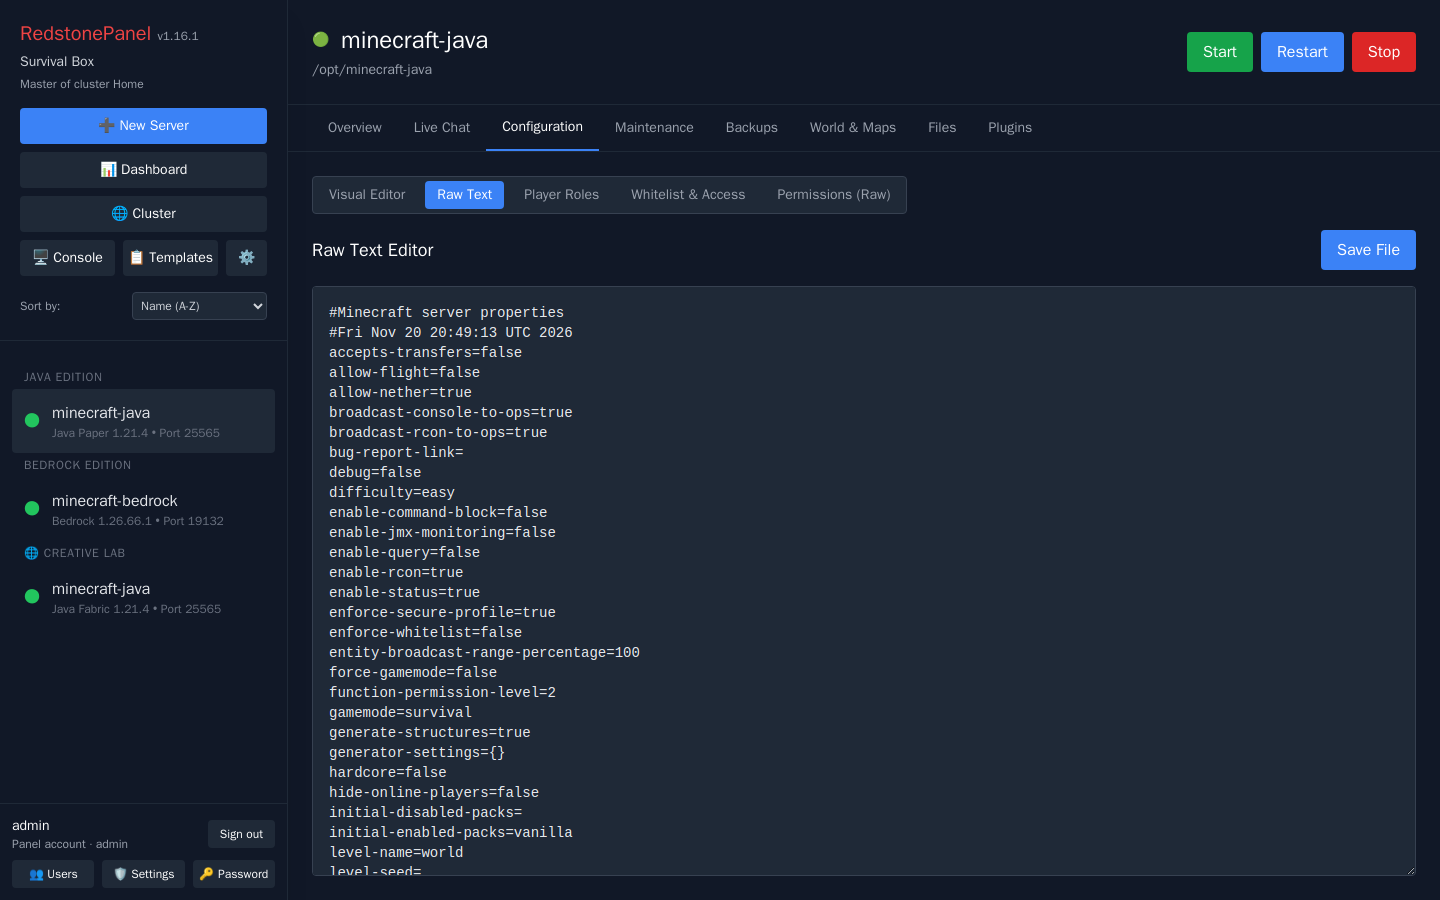 RedstonePanel v1.16.1
Survival Box
Master of cluster Home
➕ New Server
📊 Dashboard
🌐 Cluster
🖥️ Console
📋 Templates
⚙️
Sort by:
Name (A-Z)
JAVA EDITION
minecraft-java
Java Paper 1.21.4 • Port 25565
BEDROCK EDITION
minecraft-bedrock
Bedrock 1.26.66.1 • Port 19132
🌐 CREATIVE LAB
minecraft-java
Java Fabric 1.21.4 • Port 25565
admin
Panel account · admin
Sign out
👥 Users
🛡️ Settings
🔑 Password
minecraft-java
/opt/minecraft-java
Start
Restart
Stop
Overview
Live Chat
Configuration
Maintenance
Backups
World & Maps
Files
Plugins
Visual Editor
Raw Text
Player Roles
Whitelist & Access
Permissions (Raw)
Raw Text Editor
Save File
#Minecraft server properties
#Fri Nov 20 20:49:13 UTC 2026
accepts-transfers=false
allow-flight=false
allow-nether=true
broadcast-console-to-ops=true
broadcast-rcon-to-ops=true
bug-report-link=
debug=false
difficulty=easy
enable-command-block=false
enable-jmx-monitoring=false
enable-query=false
enable-rcon=true
enable-status=true
enforce-secure-profile=true
enforce-whitelist=false
entity-broadcast-range-percentage=100
force-gamemode=false
function-permission-level=2
gamemode=survival
generate-structures=true
generator-settings={}
hardcore=false
hide-online-players=false
initial-disabled-packs=
initial-enabled-packs=vanilla
level-name=world
level-seed=